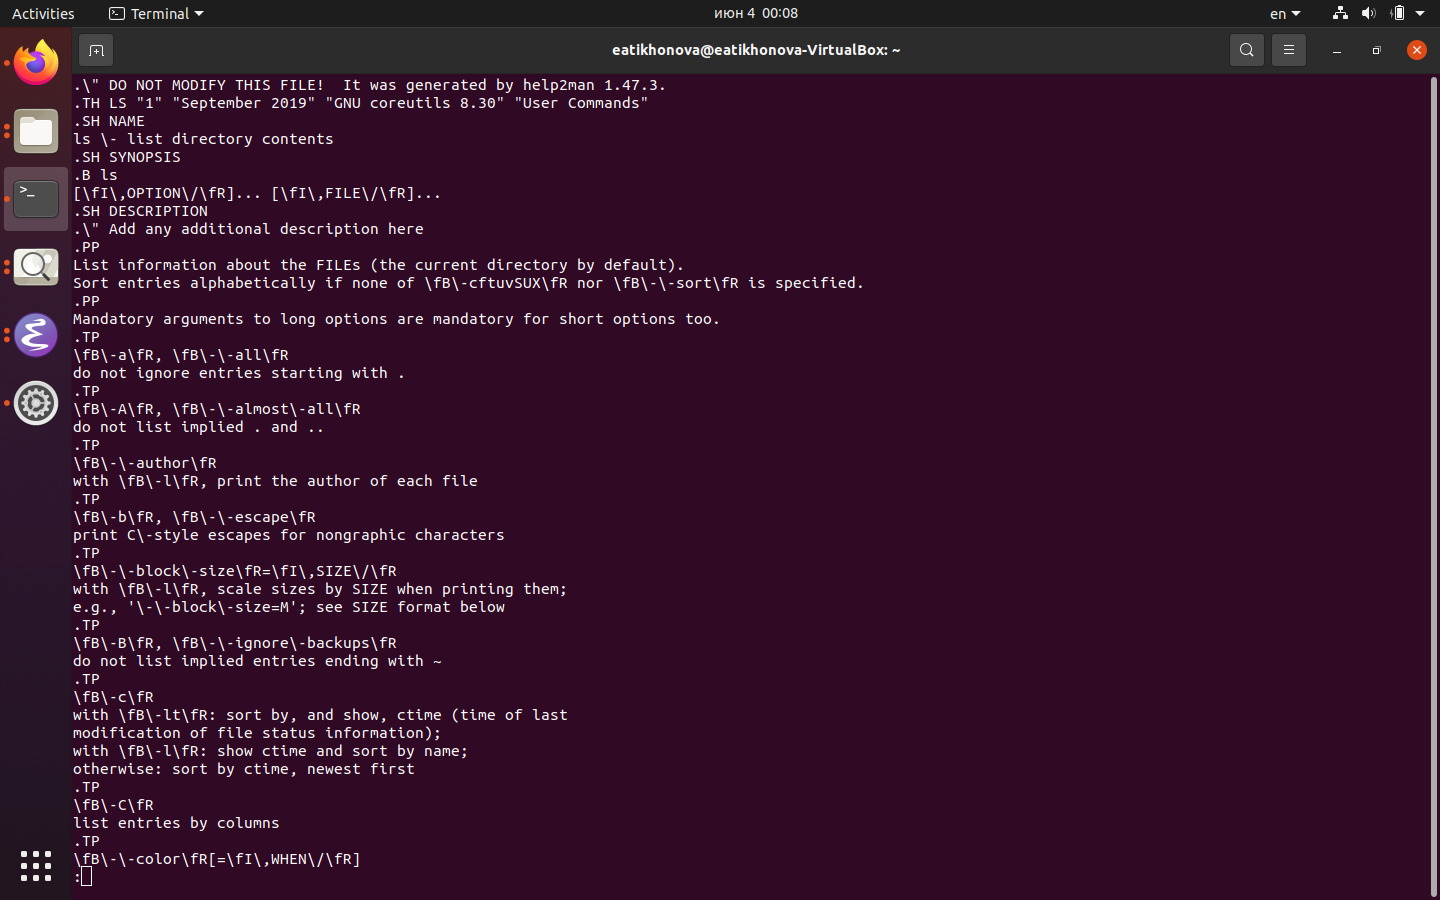 Activities
Terminal
июн 4 00:08
en
eatikhonova@eatikhonova-VirtualBox: ~
.\" DO NOT MODIFY THIS FILE!  It was generated by help2man 1.47.3.
.TH LS "1" "September 2019" "GNU coreutils 8.30" "User Commands"
.SH NAME
ls \- list directory contents
.SH SYNOPSIS
.B ls
[\fI\,OPTION\/\fR]... [\fI\,FILE\/\fR]...
.SH DESCRIPTION
.\" Add any additional description here
.PP
List information about the FILEs (the current directory by default).
Sort entries alphabetically if none of \fB\-cftuvSUX\fR nor \fB\-\-sort\fR is specified.
.PP
Mandatory arguments to long options are mandatory for short options too.
.TP
\fB\-a\fR, \fB\-\-all\fR
do not ignore entries starting with .
.TP
\fB\-A\fR, \fB\-\-almost\-all\fR
do not list implied . and ..
.TP
\fB\-\-author\fR
with \fB\-l\fR, print the author of each file
.TP
\fB\-b\fR, \fB\-\-escape\fR
print C\-style escapes for nongraphic characters
.TP
\fB\-\-block\-size\fR=\fI\,SIZE\/\fR
with \fB\-l\fR, scale sizes by SIZE when printing them;
e.g., '\-\-block\-size=M'; see SIZE format below
.TP
\fB\-B\fR, \fB\-\-ignore\-backups\fR
do not list implied entries ending with ~
.TP
\fB\-c\fR
with \fB\-lt\fR: sort by, and show, ctime (time of last
modification of file status information);
with \fB\-l\fR: show ctime and sort by name;
otherwise: sort by ctime, newest first
.TP
\fB\-C\fR
list entries by columns
.TP
\fB\-\-color\fR[=\fI\,WHEN\/\fR]
: